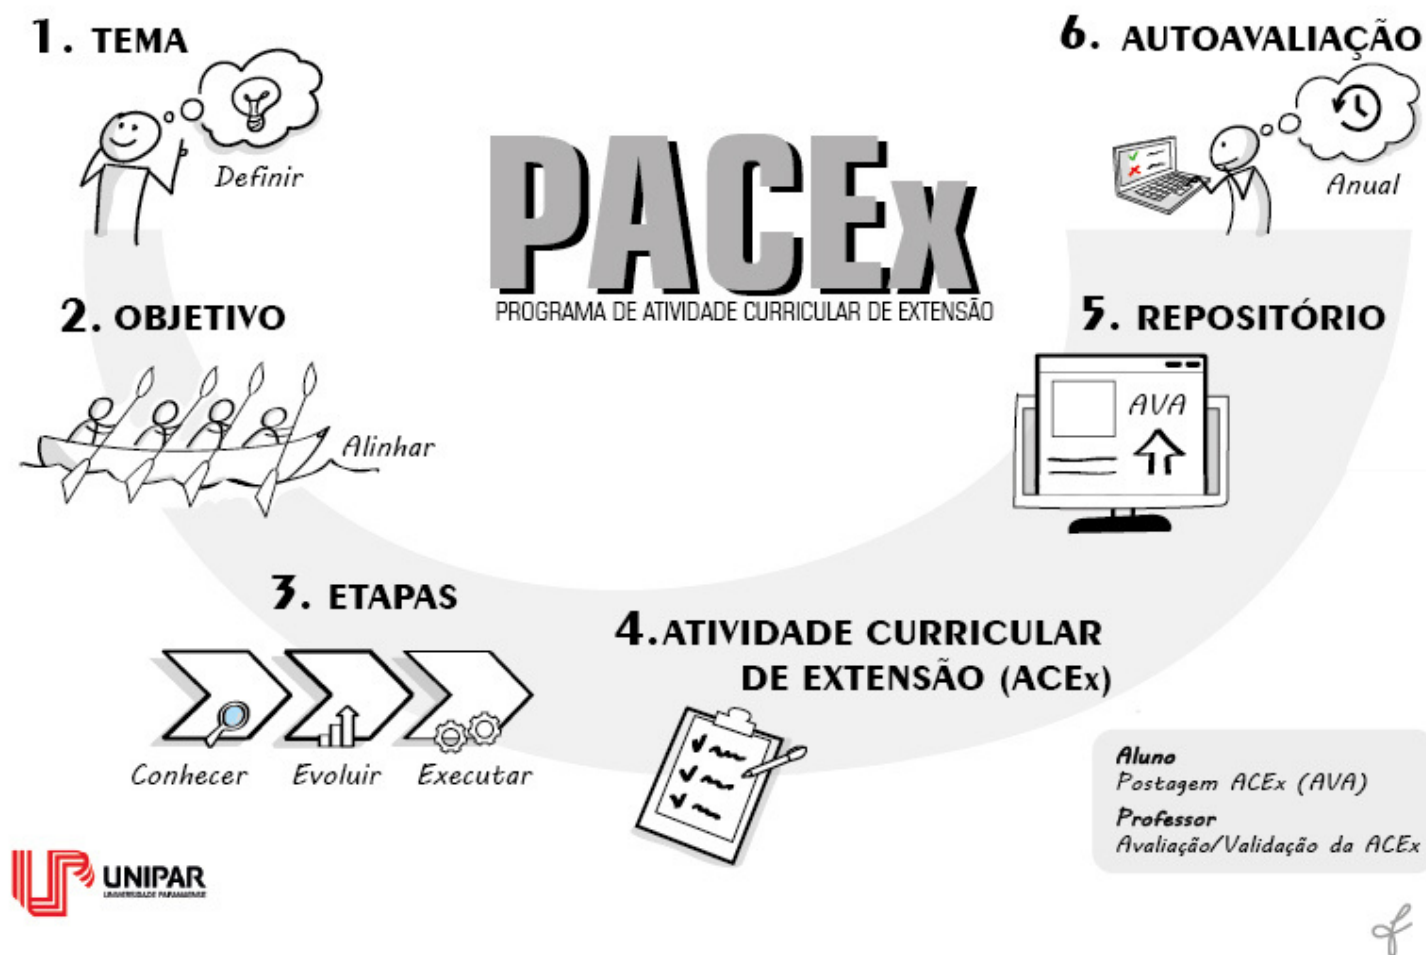 1. TEMA
Definir
2. OBJETIVO
Alinhar
3. ETAPAS
Conhecer Evoluir Executar
4. ATIVIDADE CURRICULAR
DE EXTENSÃO (ACEx)
5. REPOSITÓRIO
AVA
6. AUTOAVALIAÇÃO
Anual
PACEx
PROGRAMA DE ATIVIDADE CURRICULAR DE EXTENSÃO
Aluno
Postagem ACEx (AVA)
Professor
Avaliação/Validação da ACEx
UNIPAR
UNIVERSIDADE PARANAENSE